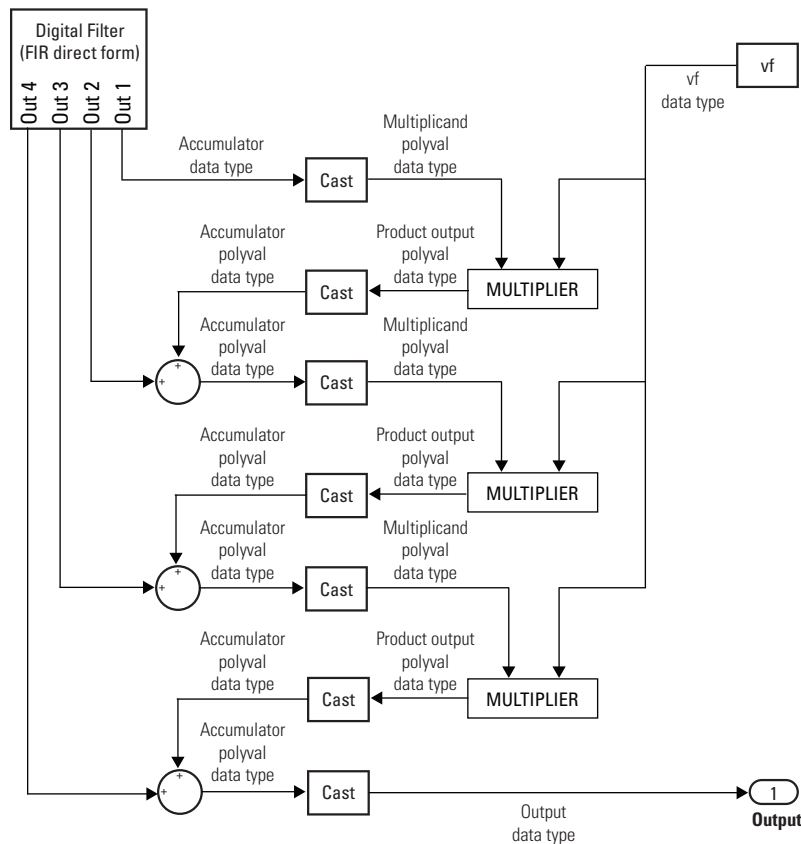 Digital Filter
(FIR direct form)
Out 4
Out 3
Out 2
Out 1
vf
vf
data type
Accumulator
data type
Cast
Multiplicand
polyval
data type
Accumulator
polyval
data type
Cast
Product output
polyval
data type
MULTIPLIER
+
+
Accumulator
polyval
data type
Cast
Multiplicand
polyval
data type
Accumulator
polyval
data type
Cast
Product output
polyval
data type
MULTIPLIER
+
+
Accumulator
polyval
data type
Cast
Multiplicand
polyval
data type
Accumulator
polyval
data type
Cast
Product output
polyval
data type
MULTIPLIER
+
+
Accumulator
polyval
data type
Cast
Output
data type
1
Output